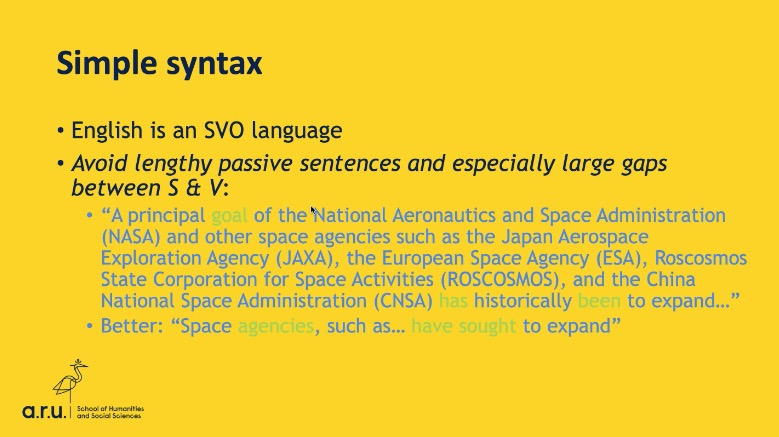 Simple syntax
• English is an SVO language
• Avoid lengthy passive sentences and especially large gaps
between S & V:
• “A principal goal of the National Aeronautics and Space Administration
(NASA) and other space agencies such as the Japan Aerospace
Exploration Agency (JAXA), the European Space Agency (ESA), Roscosmos
State Corporation for Space Activities (ROSCOSMOS), and the China
National Space Administration (CNSA) has historically been to expand…”
• Better: “Space agencies, such as… have sought to expand”
a.r.u.
School of Humanities
and Social Sciences